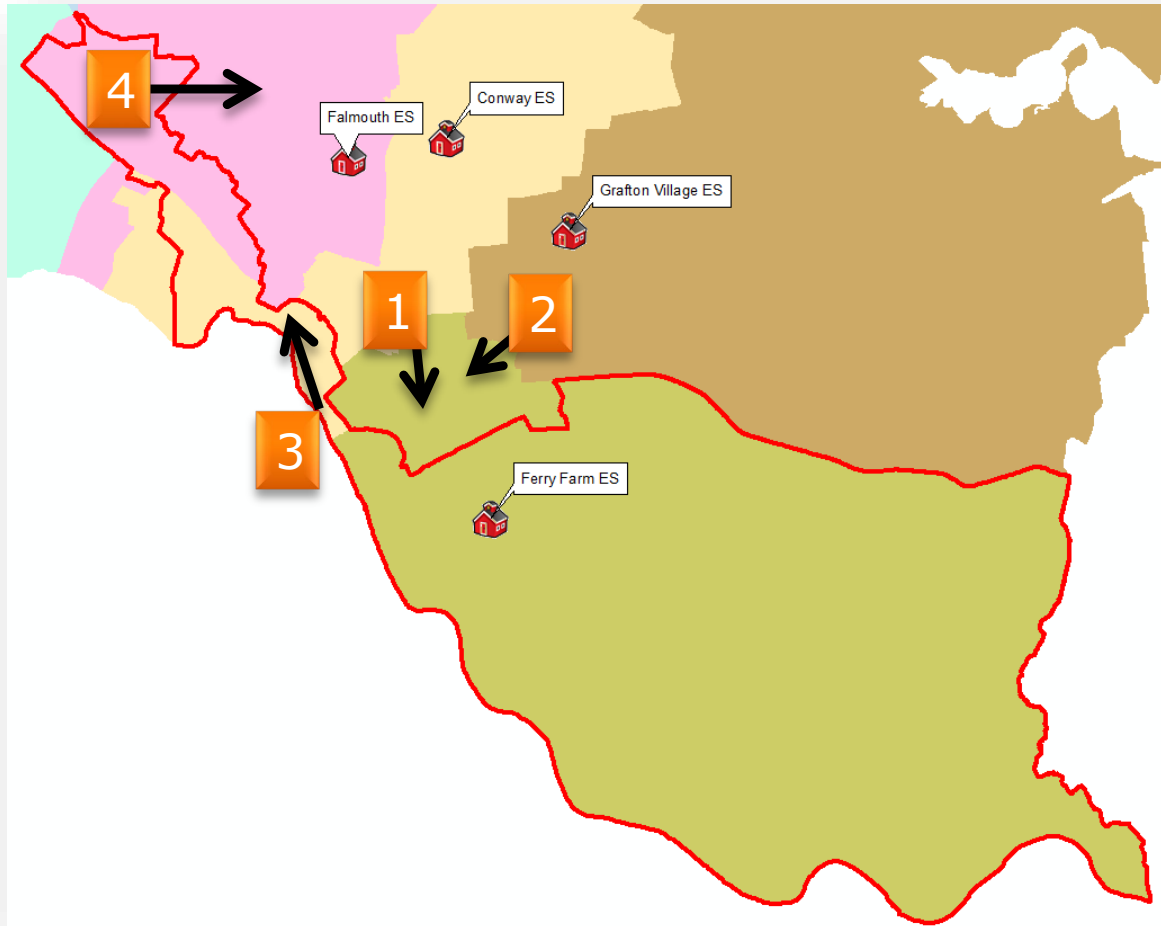 4
Falmouth ES
Conway ES
Grafton Village ES
1
2
3
Ferry Farm ES